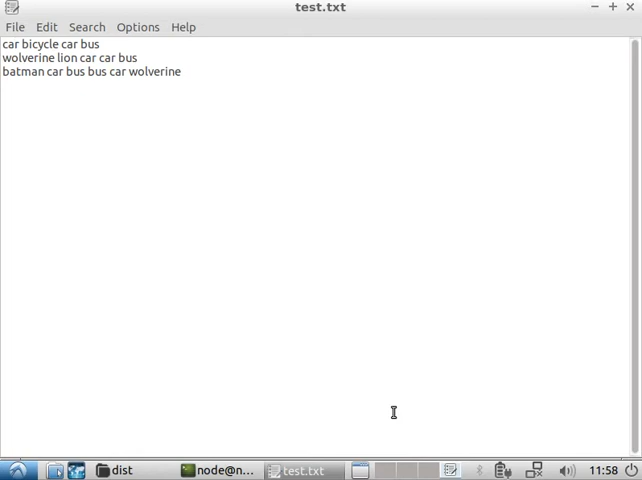 test.txt
File Edit Search Options Help
car bicycle car bus
wolverine lion car car bus
batman car bus bus car wolverine
dist node@n... test.txt 11:58